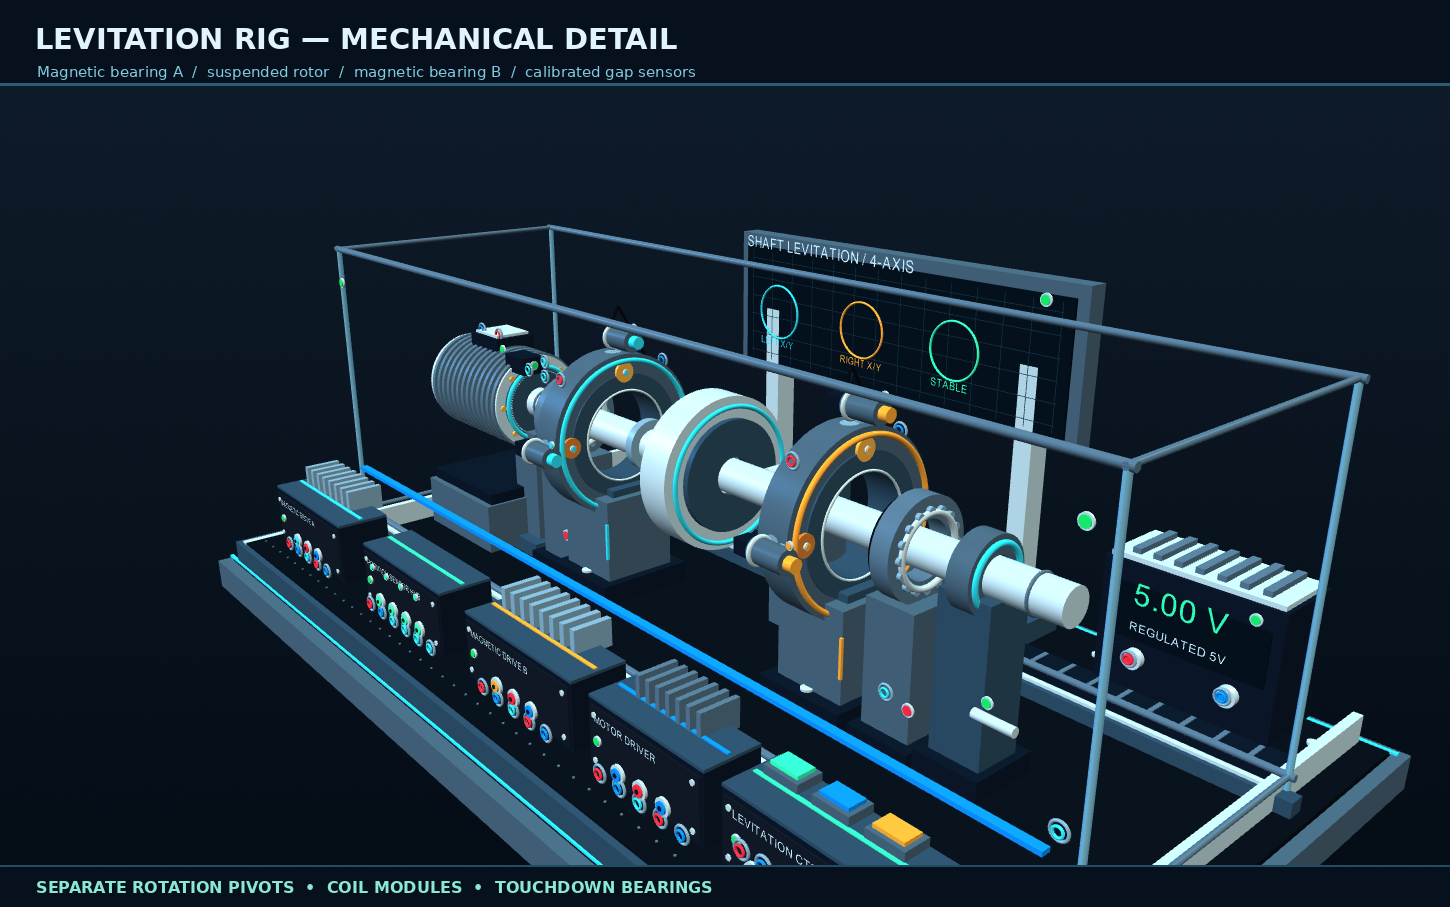 LEVITATION RIG — MECHANICAL DETAIL
Magnetic bearing A / suspended rotor / magnetic bearing B / calibrated gap sensors
SHAFT LEVITATION / 4-AXIS
RIGHT X/Y
STABLE
5.00 V
REGULATED 5V
MAGNETIC DRIVE B
MOTOR DRIVER
SEPARATE ROTATION PIVOTS • COIL MODULES • TOUCHDOWN BEARINGS